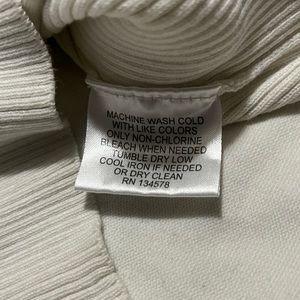 MACHINE WASH COLD
WITH LIKE COLORS
ONLY NON-CHLORINE
BLEACH WHEN NEEDED
TUMBLE DRY LOW
COOL IRON IF NEEDED
OR DRY CLEAN
RN 134578